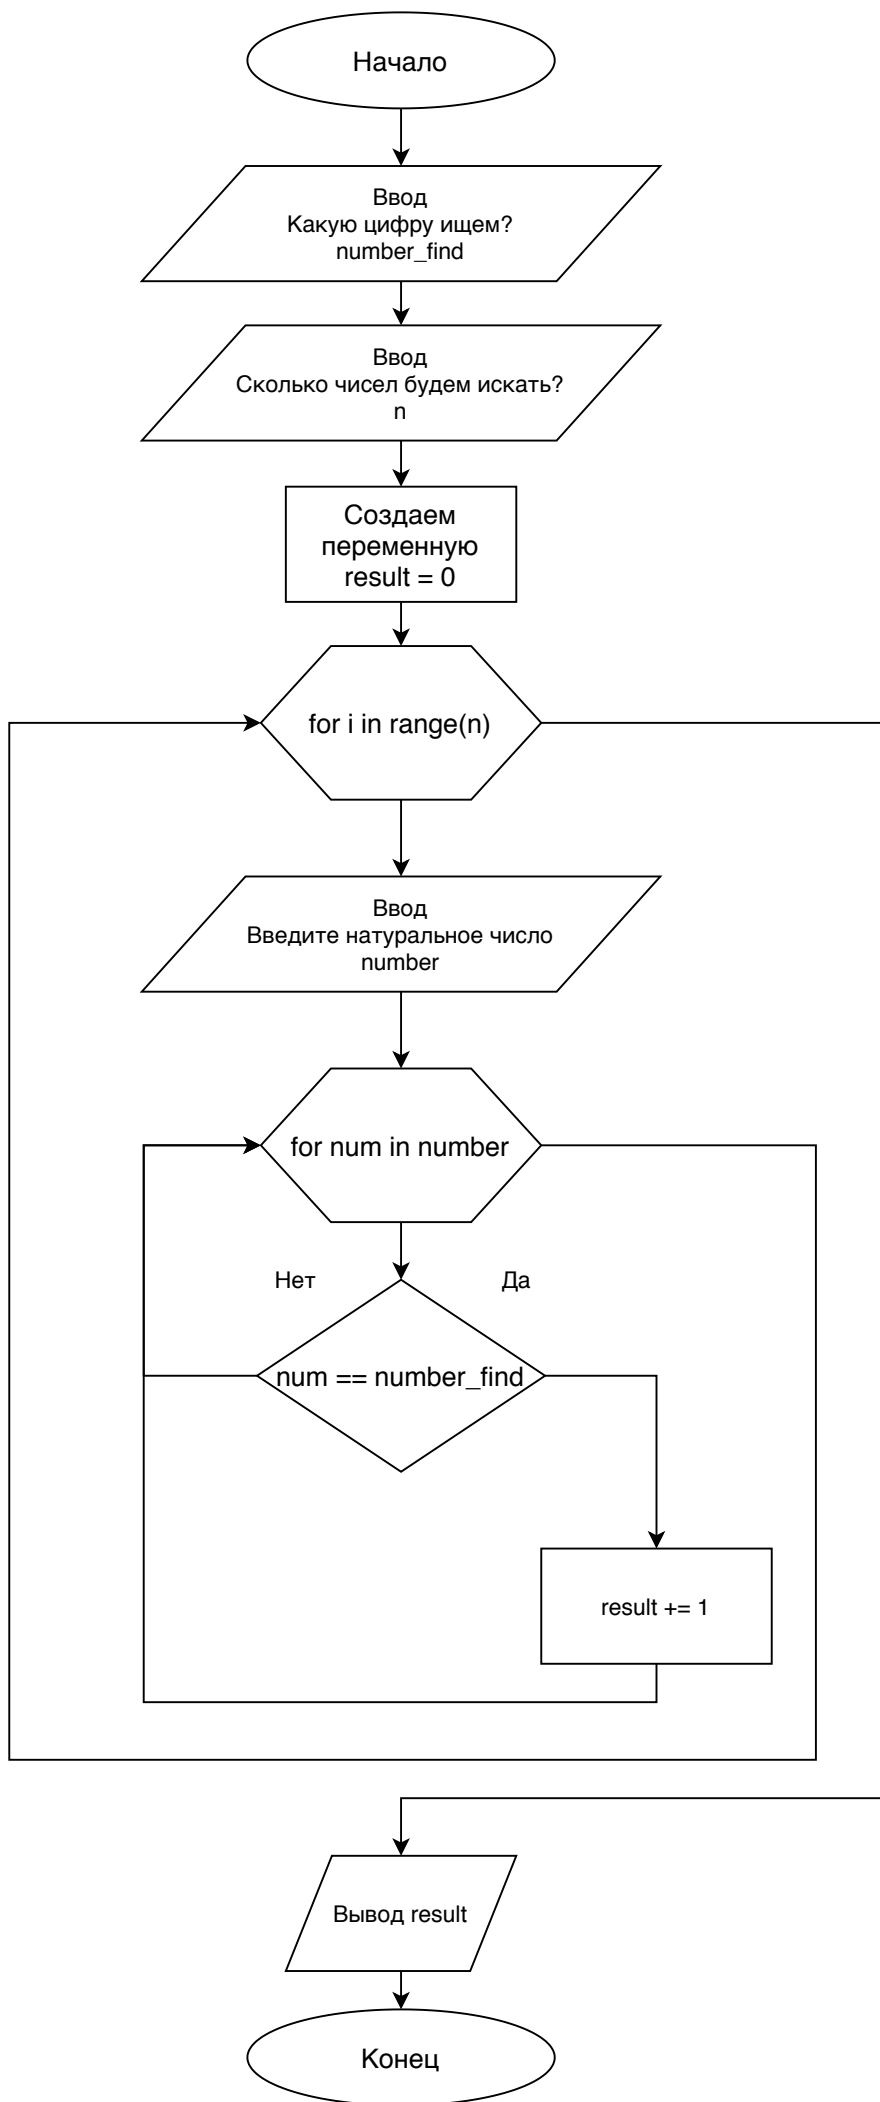 Начало
Ввод
Какую цифру ищем?
number_find
Ввод
Сколько чисел будем искать?
n
Создаем
переменную
result = 0
for i in range(n)
Ввод
Введите натуральное число
number
for num in number
Нет
Да
num == number_find
result += 1
Вывод result
Конец